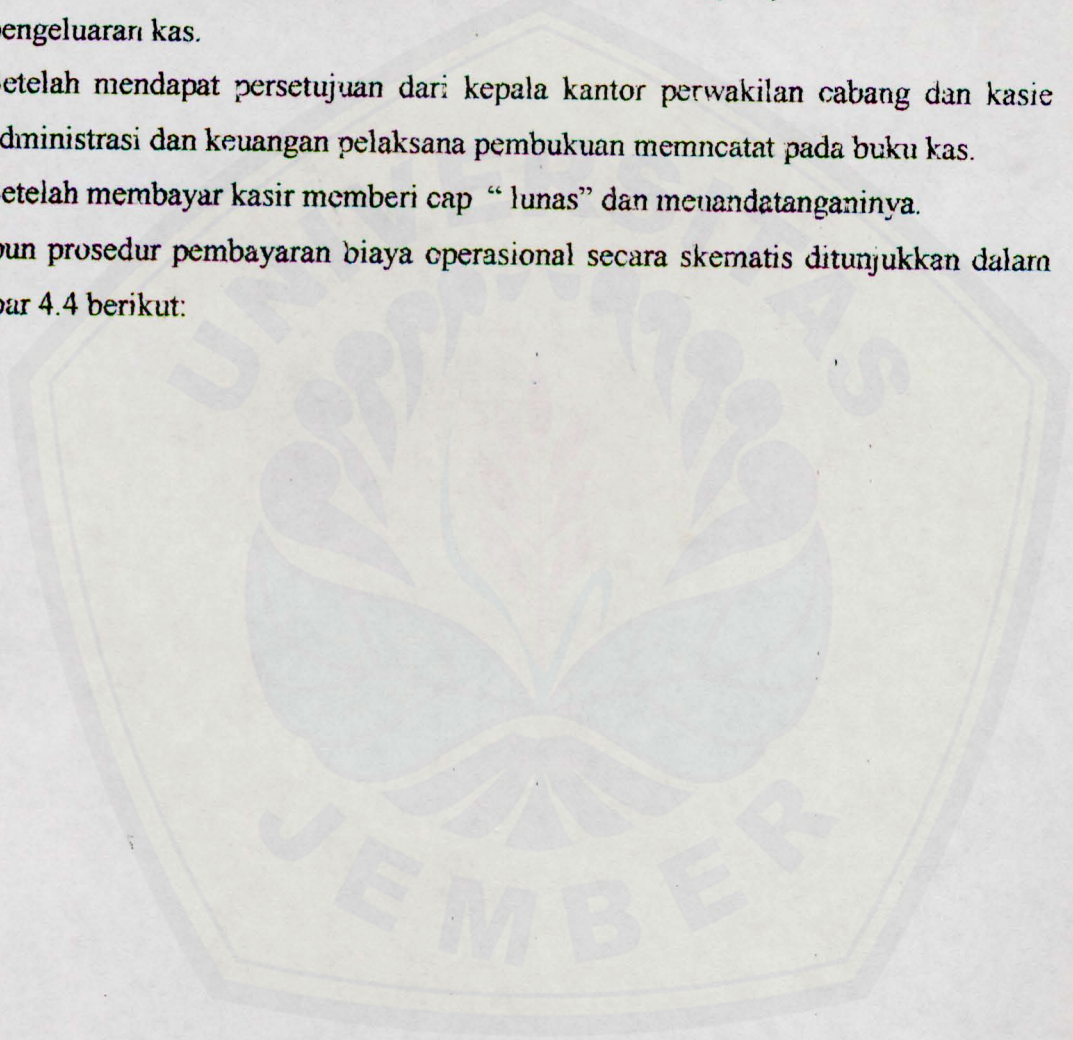 pengeluaran kas.
etelah mendapat persetujuan dari kepala kantor perwakilan cabang dan kasie
dministrasi dan keuangan pelaksana pembukuan memncatat pada buku kas.
etelah membayar kasir memberi cap “ lunas” dan menandatanganinya.
pun prosedur pembayaran biaya operasional secara skematis ditunjukkan dalam
bar 4.4 berikut:
UNIVERSITAS
JEMBER